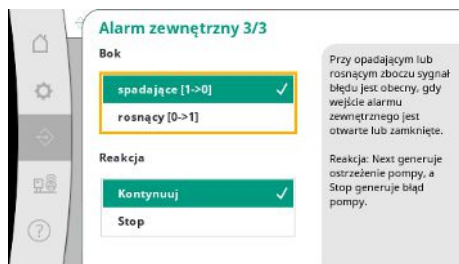 Alarm zewnętrzny 3/3
Bok
spadające [1->0]
rosnący [0->1]
Reakcja
Kontynuuj
Stop
Przy opadającym lub
rosnącym zboczu sygnał
błędu jest obecny, gdy
wejście alarmu
zewnętrznego jest
otwarte lub zamknięte.
Reakcja: Next generuje
ostrzeżenie pompy, a
Stop generuje błąd
pompy.